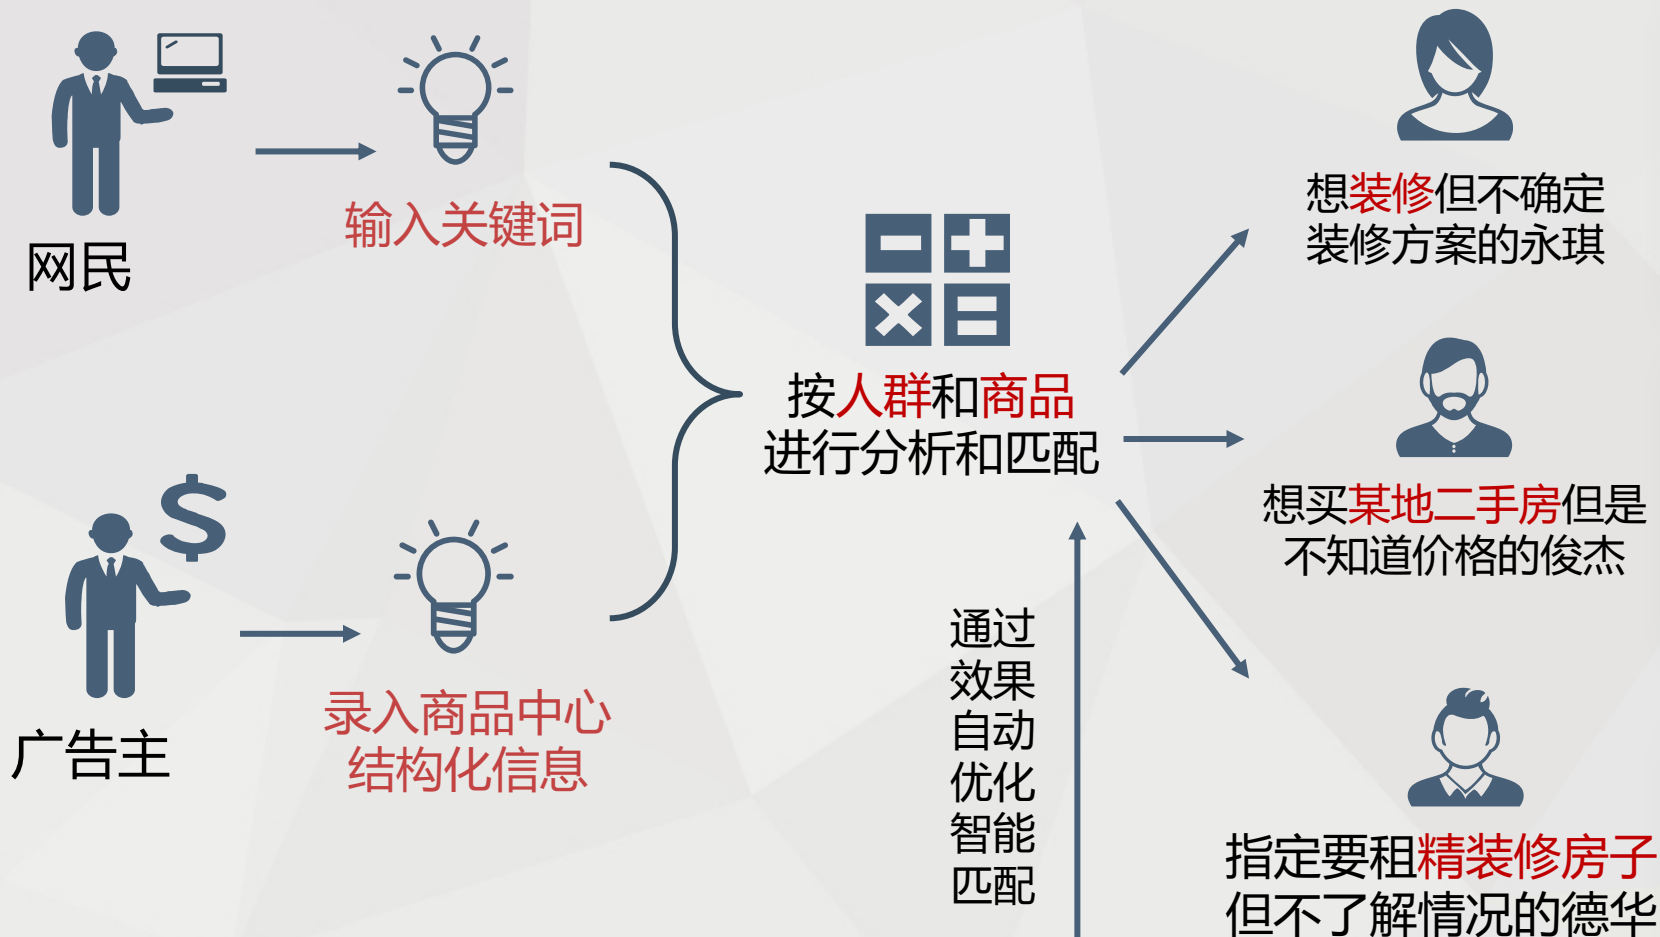 网民
输入关键词
广告主
录入商品中心
结构化信息
按人群和商品
进行分析和匹配
通过
效果
自动
优化
智能
匹配
想装修但不确定
装修方案的永琪
想买某地二手房但是
不知道价格的俊杰
指定要租精装修房子
但不了解情况的德华